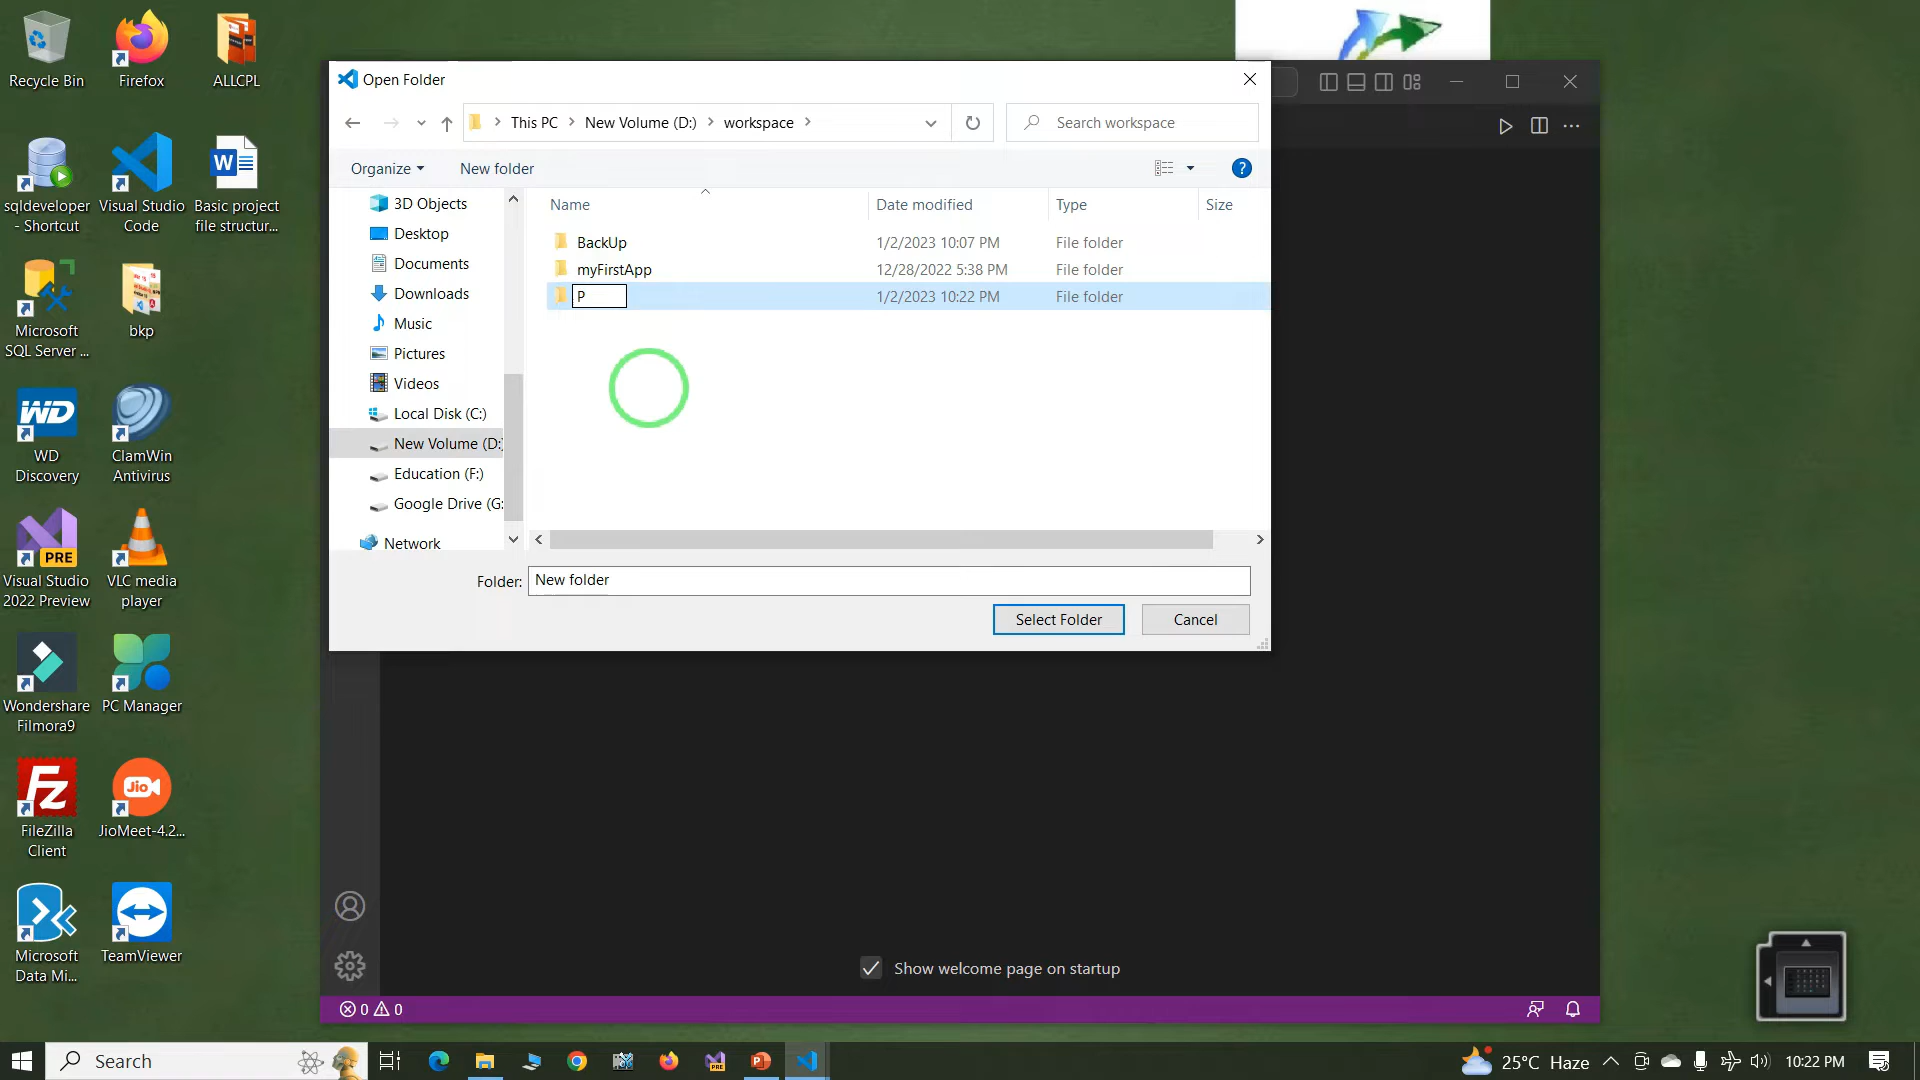 Recycle Bin
Firefox
ALLCPL
sqldeveloper
- Shortcut
Visual Studio
Code
Basic project
file structur...
Microsoft
SQL Server ...
bkp
WD
Discovery
ClamWin
Antivirus
Visual Studio
2022 Preview
PRE
VLC media
player
Wondershare
Filmora9
PC Manager
FileZilla
Client
Jio
JioMeet-4.2...
Microsoft
Data Mi...
TeamViewer
Open Folder
This PC
New Volume (D:)
workspace
Search workspace
Organize
New folder
3D Objects
Desktop
Documents
Downloads
Music
Pictures
Videos
Local Disk (C:)
New Volume (D:)
Education (F:)
Google Drive (G:
Network
Name Date modified Type Size
BackUp 1/2/2023 10:07 PM File folder
myFirstApp 12/28/2022 5:38 PM File folder
P 1/2/2023 10:22 PM File folder
Folder: New folder
Select Folder
Cancel
Show welcome page on startup
0 0
Search
PRE
25°C Haze
10:22 PM